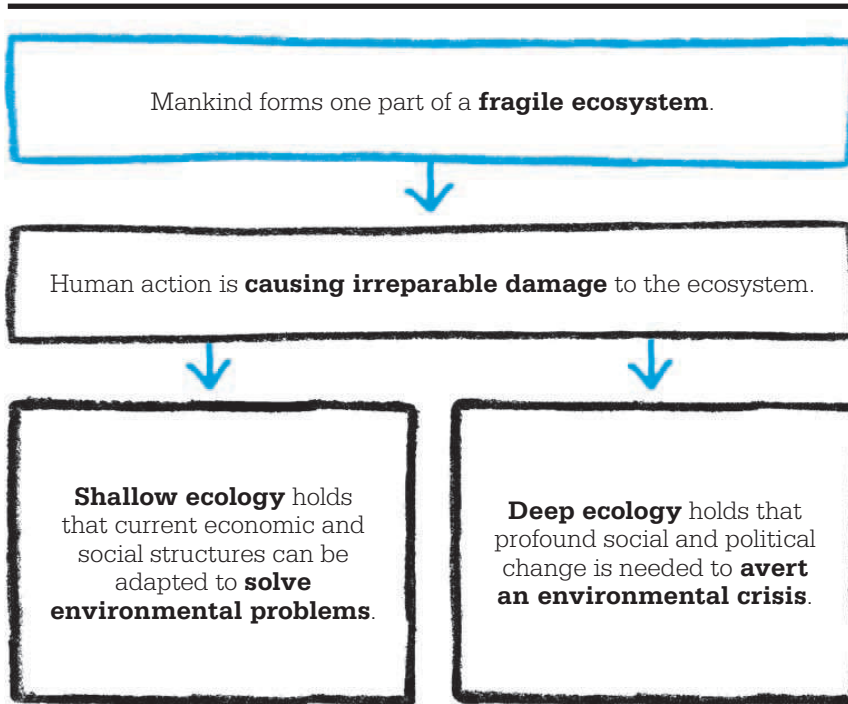 Mankind forms one part of a fragile ecosystem.
Human action is causing irreparable damage to the ecosystem.
Shallow ecology holds
that current economic and
social structures can be
adapted to solve
environmental problems.
Deep ecology holds that
profound social and political
change is needed to avert
an environmental crisis.